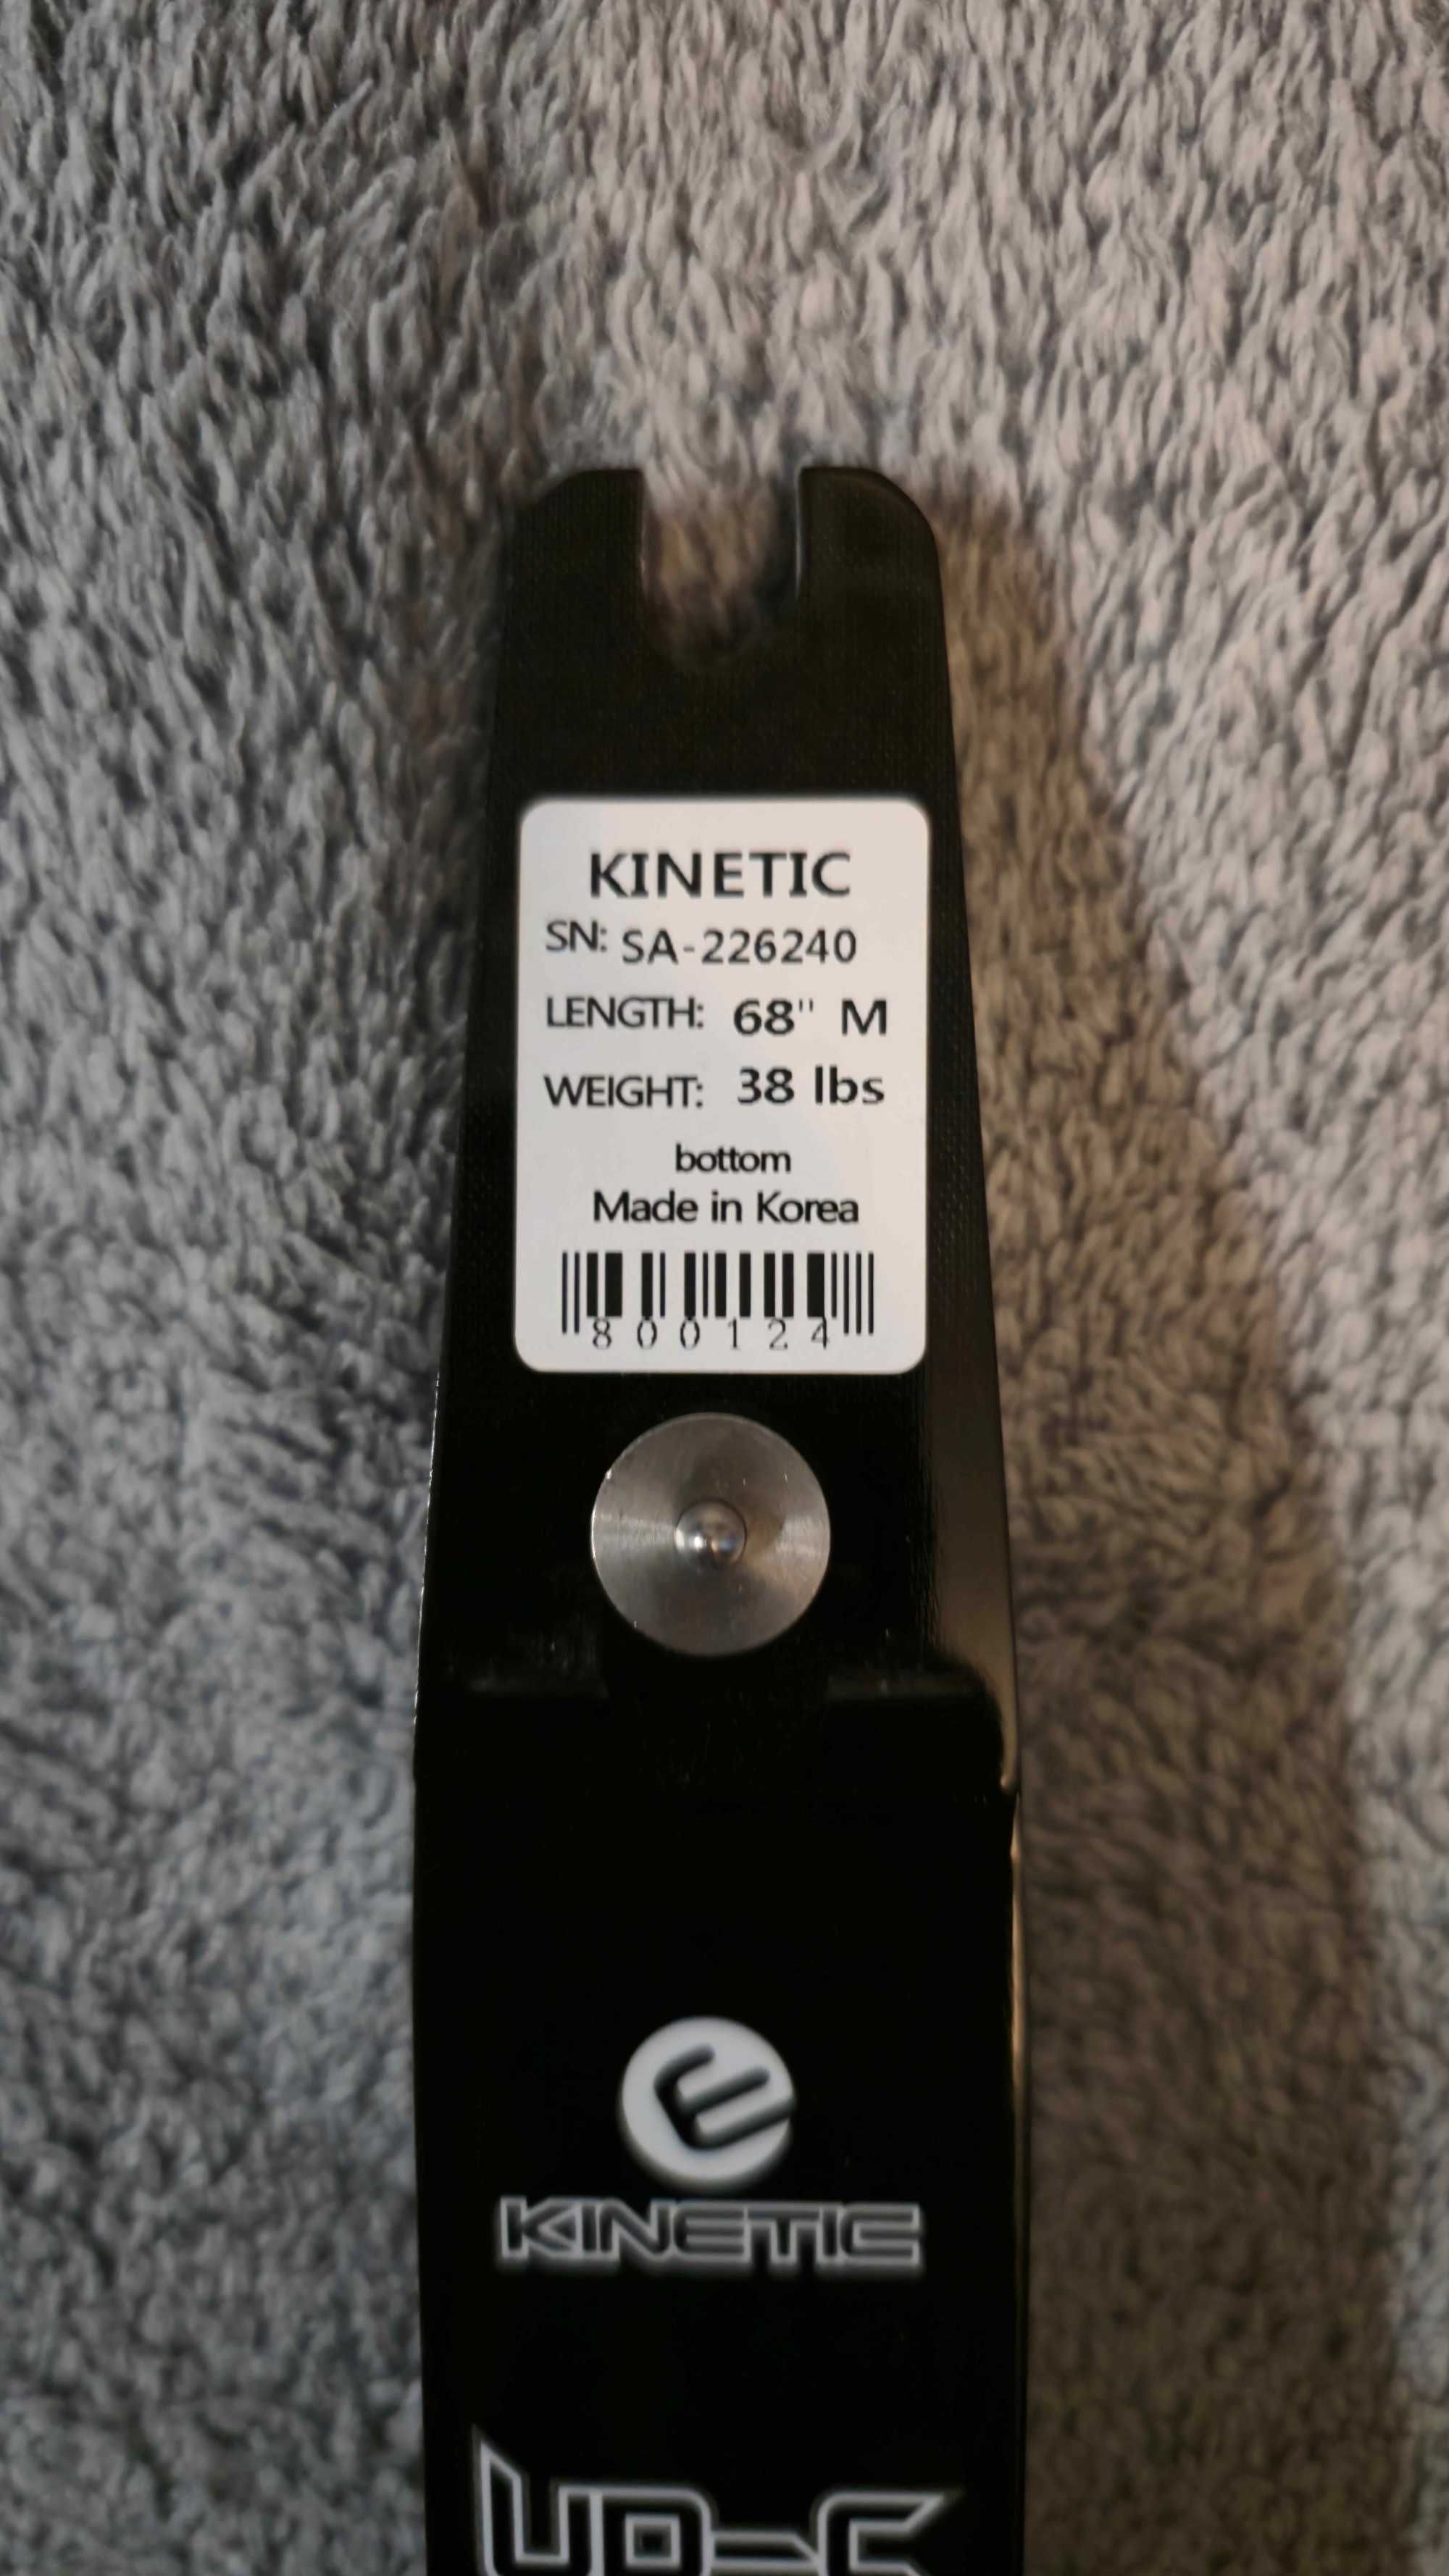 KINETIC
SN: SA-226240
LENGTH: 68" M
WEIGHT: 38 lbs
bottom
Made in Korea
800124
KINETIC